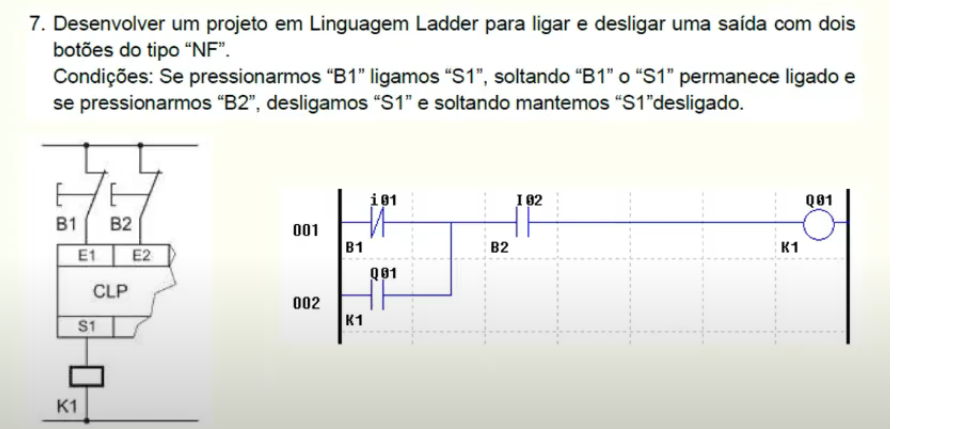 7. Desenvolver um projeto em Linguagem Ladder para ligar e desligar uma saída com dois
botões do tipo “NF”.
Condições: Se pressionarmos “B1” ligamos “S1”, soltando “B1” o “S1” permanece ligado e
se pressionarmos “B2”, desligamos “S1” e soltando mantemos “S1”desligado.
B1 B2
E1 E2
CLP
S1
K1
i01 I02 Q01
001
B1 B2 K1
Q01
002
K1